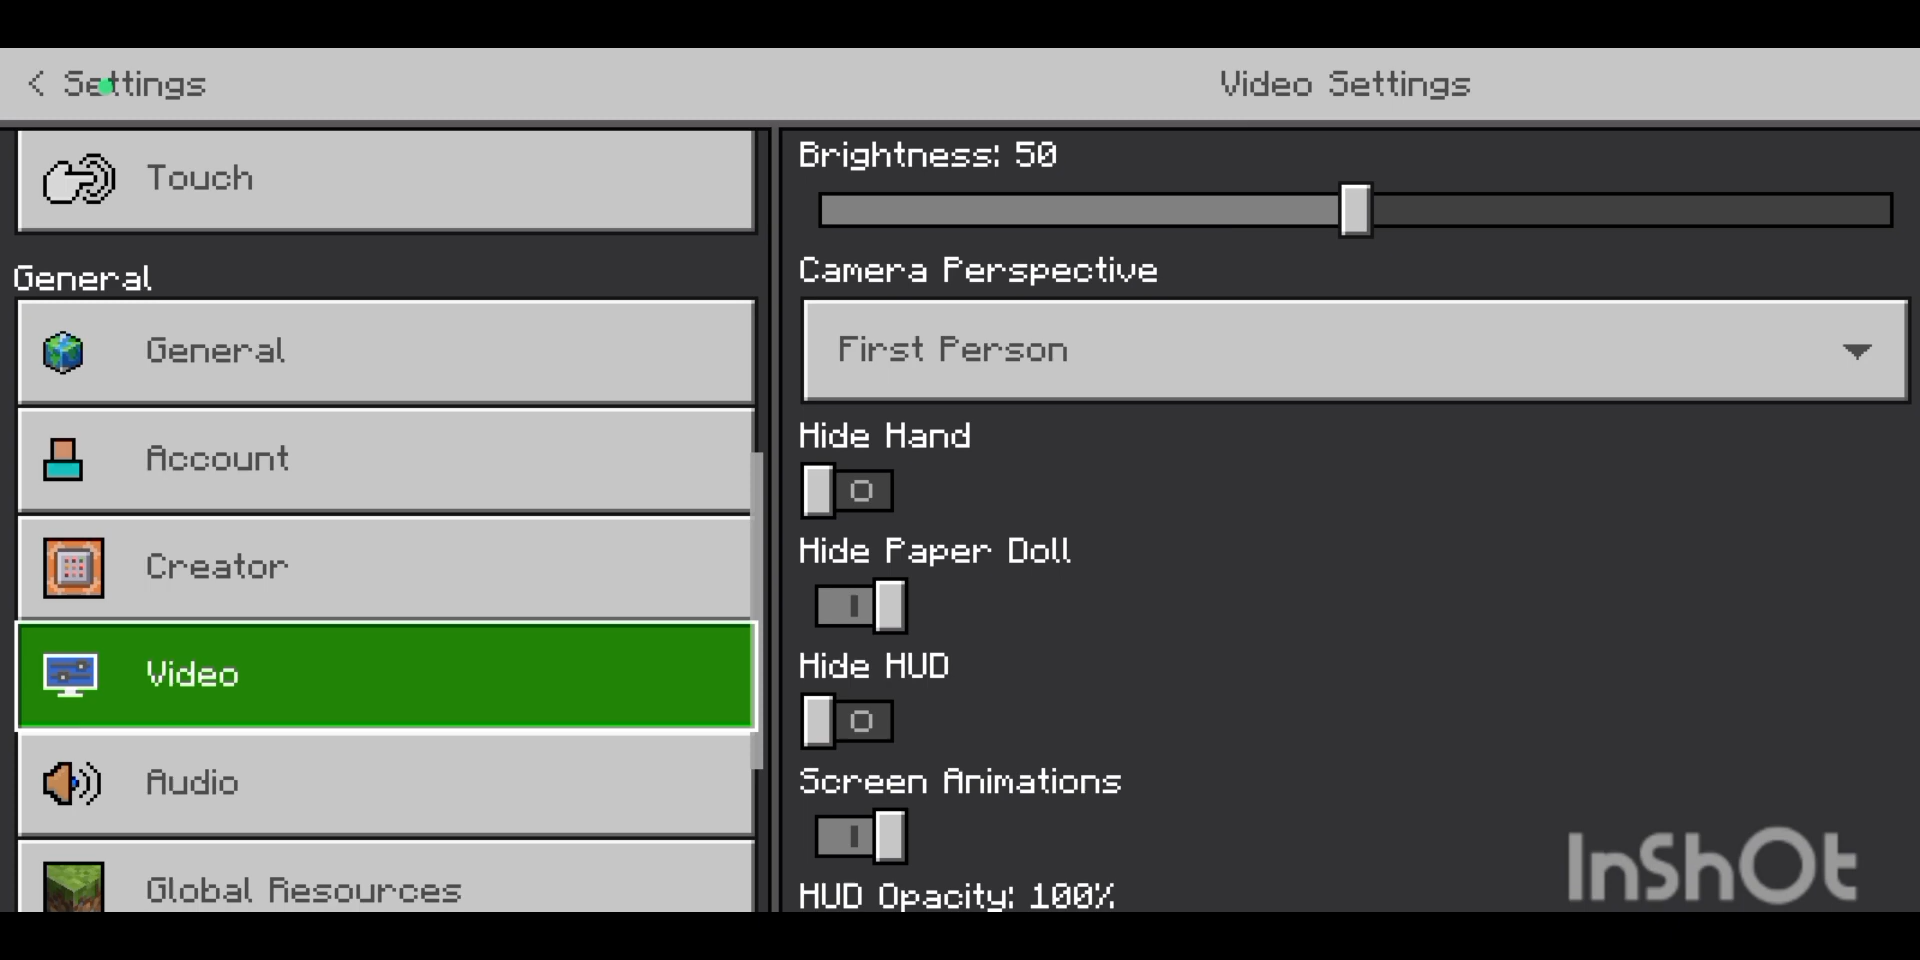 Settings
Video Settings
Touch
General
General
Account
Creator
Video
Audio
Global Resources
Brightness: 50
Camera Perspective
First Person
Hide Hand
Hide Paper Doll
Hide HUD
Screen Animations
HUD Opacity: 100%
InShOt